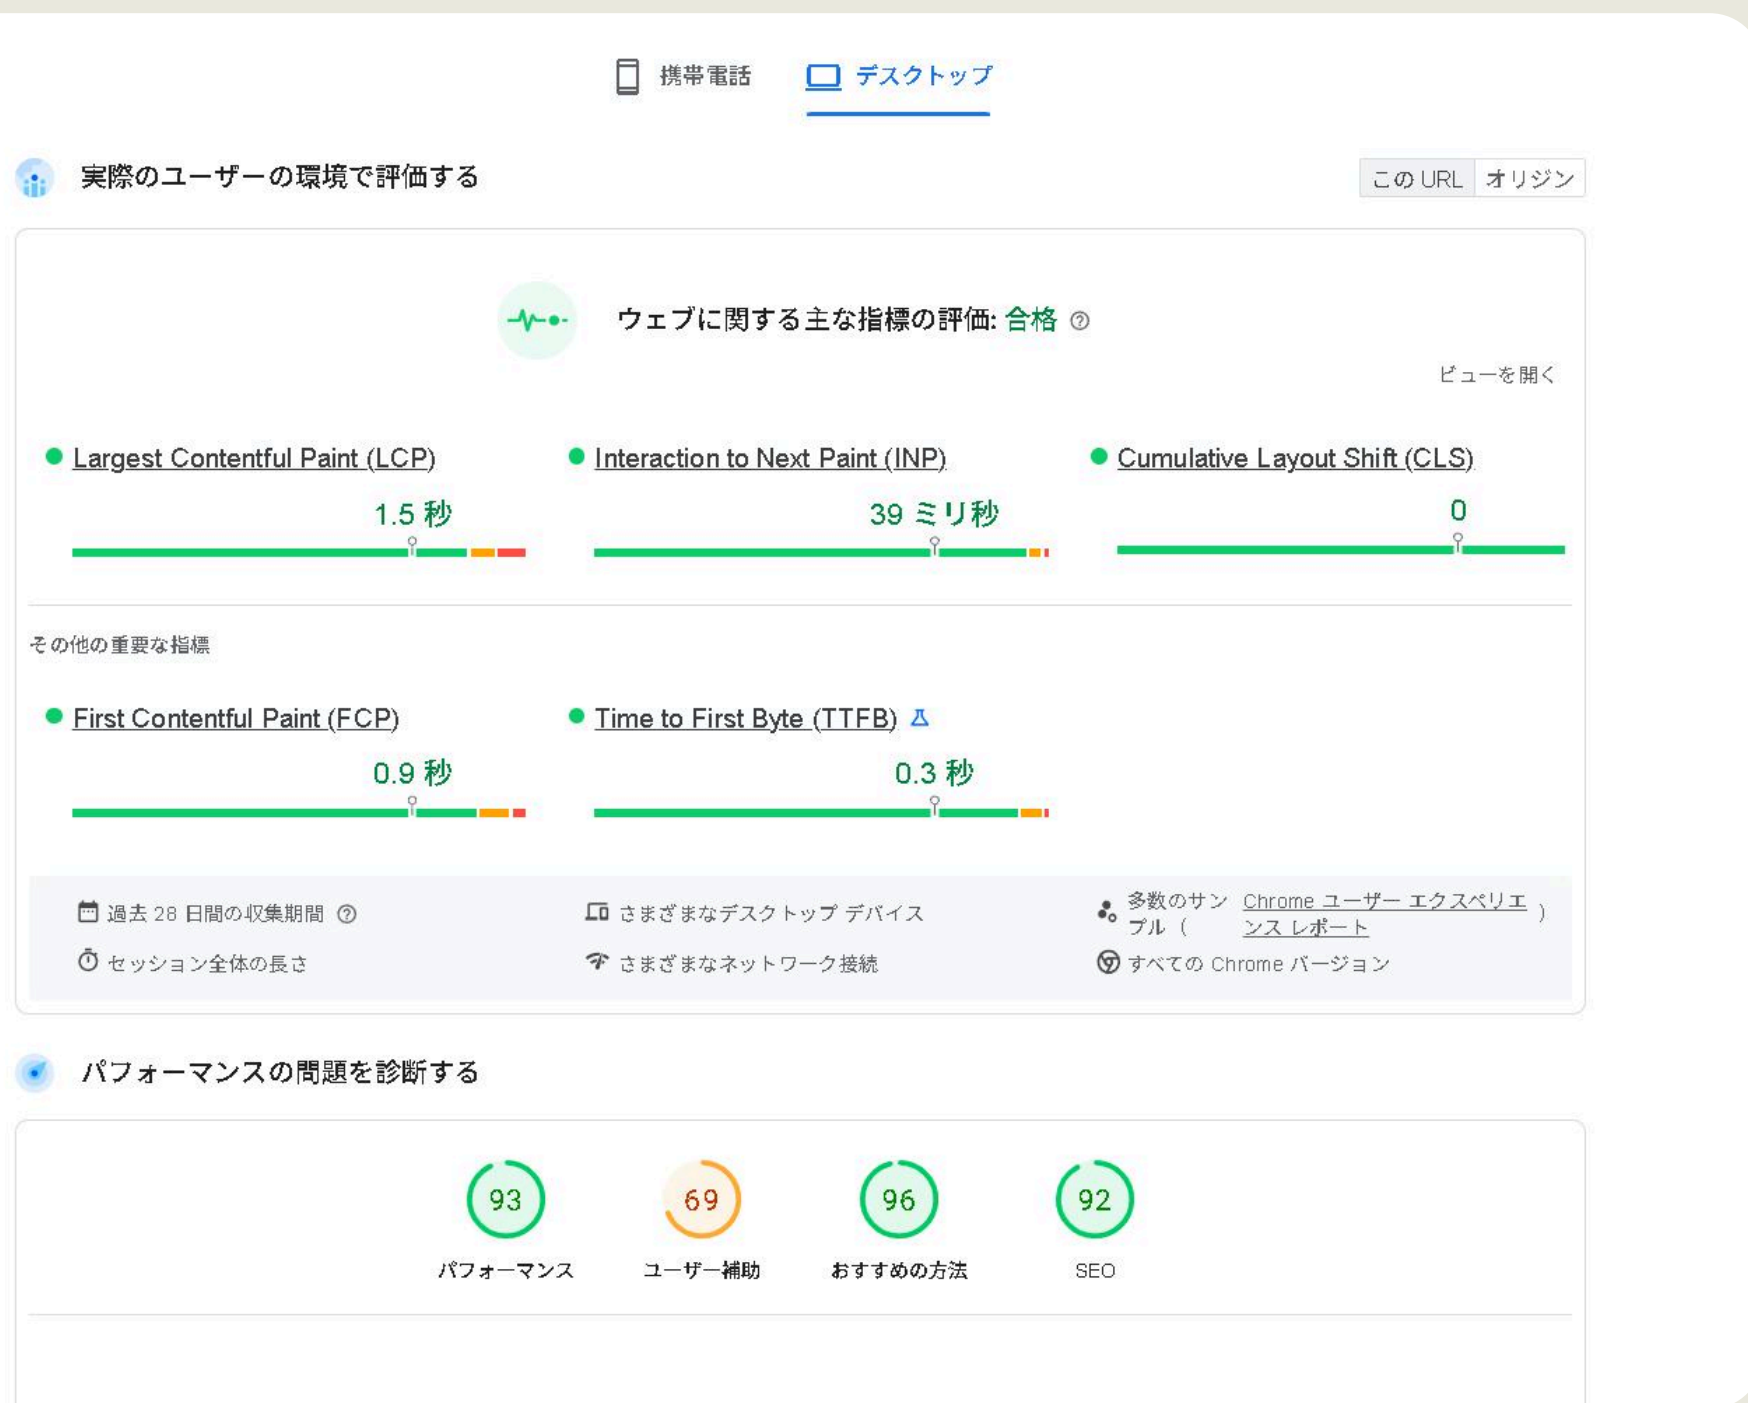 携帯電話 デスクトップ
実際のユーザーの環境で評価する
この URL オリジン
ウェブに関する主な指標の評価: 合格
ビューを開く
Largest Contentful Paint (LCP)
1.5 秒
Interaction to Next Paint (INP)
39 ミリ秒
Cumulative Layout Shift (CLS)
0
その他の重要な指標
First Contentful Paint (FCP)
0.9 秒
Time to First Byte (TTFB)
0.3 秒
過去 28 日間の収集期間
さまざまなデスクトップ デバイス
多数のサンプル（ Chrome ユーザー エクスペリエンス レポート ）
セッション全体の長さ
さまざまなネットワーク接続
すべての Chrome バージョン
パフォーマンスの問題を診断する
93
パフォーマンス
69
ユーザー補助
96
おすすめの方法
92
SEO